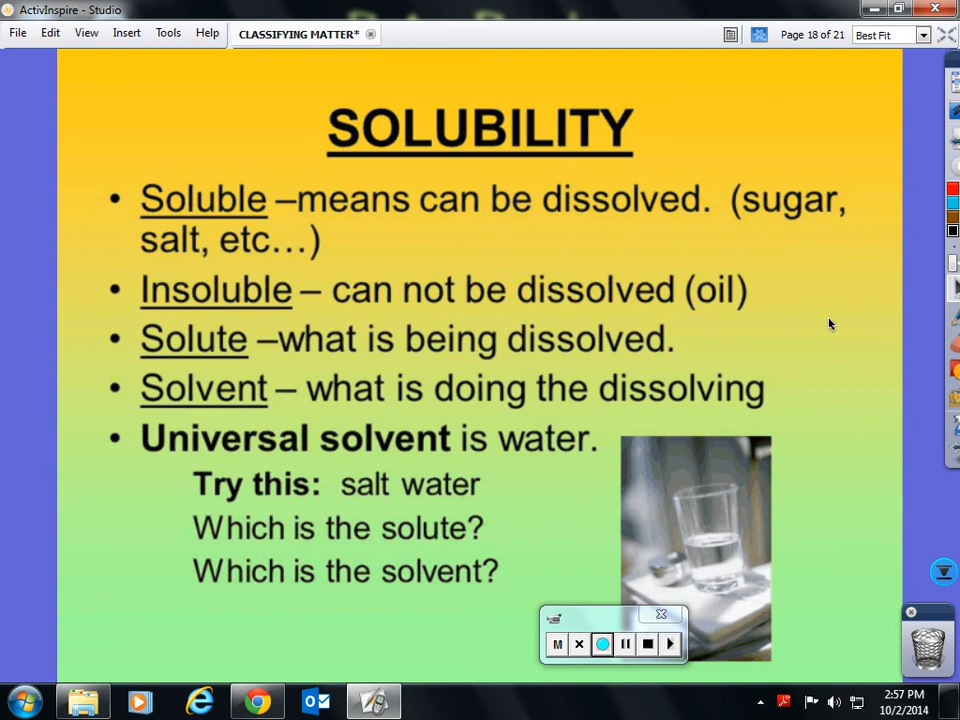 ActivInspire - Studio
File Edit View Insert Tools Help CLASSIFYING MATTER* Page 18 of 21 Best Fit
SOLUBILITY
• Soluble –means can be dissolved. (sugar,
salt, etc…)
• Insoluble – can not be dissolved (oil)
• Solute –what is being dissolved.
• Solvent – what is doing the dissolving
• Universal solvent is water.
Try this: salt water
Which is the solute?
Which is the solvent?
M
2:57 PM
10/2/2014